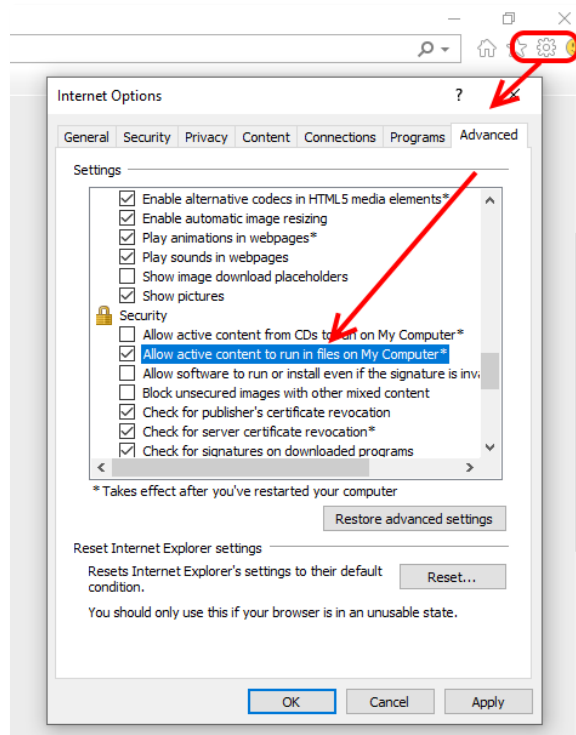 Internet Options
?
General Security Privacy Content Connections Programs Advanced
Settings
Enable alternative codecs in HTML5 media elements*
Enable automatic image resizing
Play animations in webpages*
Play sounds in webpages
Show image download placeholders
Show pictures
Security
Allow active content from CDs to run on My Computer*
Allow active content to run in files on My Computer*
Allow software to run or install even if the signature is
Block unsecured images with other mixed content
Check for publisher's certificate revocation
Check for server certificate revocation*
Check for signatures on downloaded programs
* Takes effect after you've restarted your computer
Restore advanced settings
Reset Internet Explorer settings
Resets Internet Explorer's settings to their default
condition.
Reset...
You should only use this if your browser is in an unusable state.
OK Cancel Apply